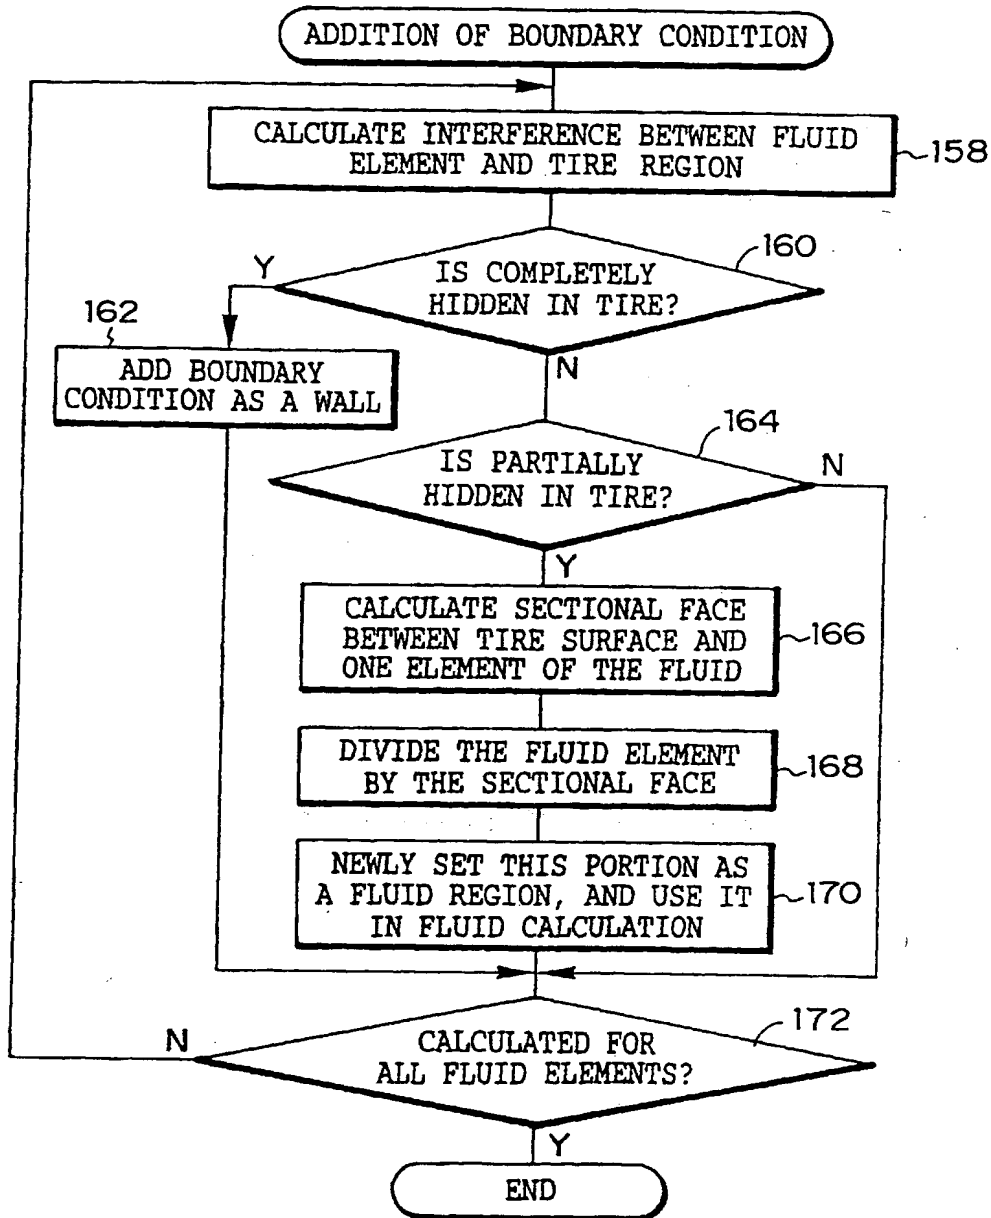 ADDITION OF BOUNDARY CONDITION
CALCULATE INTERFERENCE BETWEEN FLUID
ELEMENT AND TIRE REGION
158
IS COMPLETELY
HIDDEN IN TIRE?
160
Y
N
162
ADD BOUNDARY
CONDITION AS A WALL
IS PARTIALLY
HIDDEN IN TIRE?
164
N
Y
CALCULATE SECTIONAL FACE
BETWEEN TIRE SURFACE AND
ONE ELEMENT OF THE FLUID
166
DIVIDE THE FLUID ELEMENT
BY THE SECTIONAL FACE
168
NEWLY SET THIS PORTION AS
A FLUID REGION, AND USE IT
IN FLUID CALCULATION
170
CALCULATED FOR
ALL FLUID ELEMENTS?
172
N
Y
END